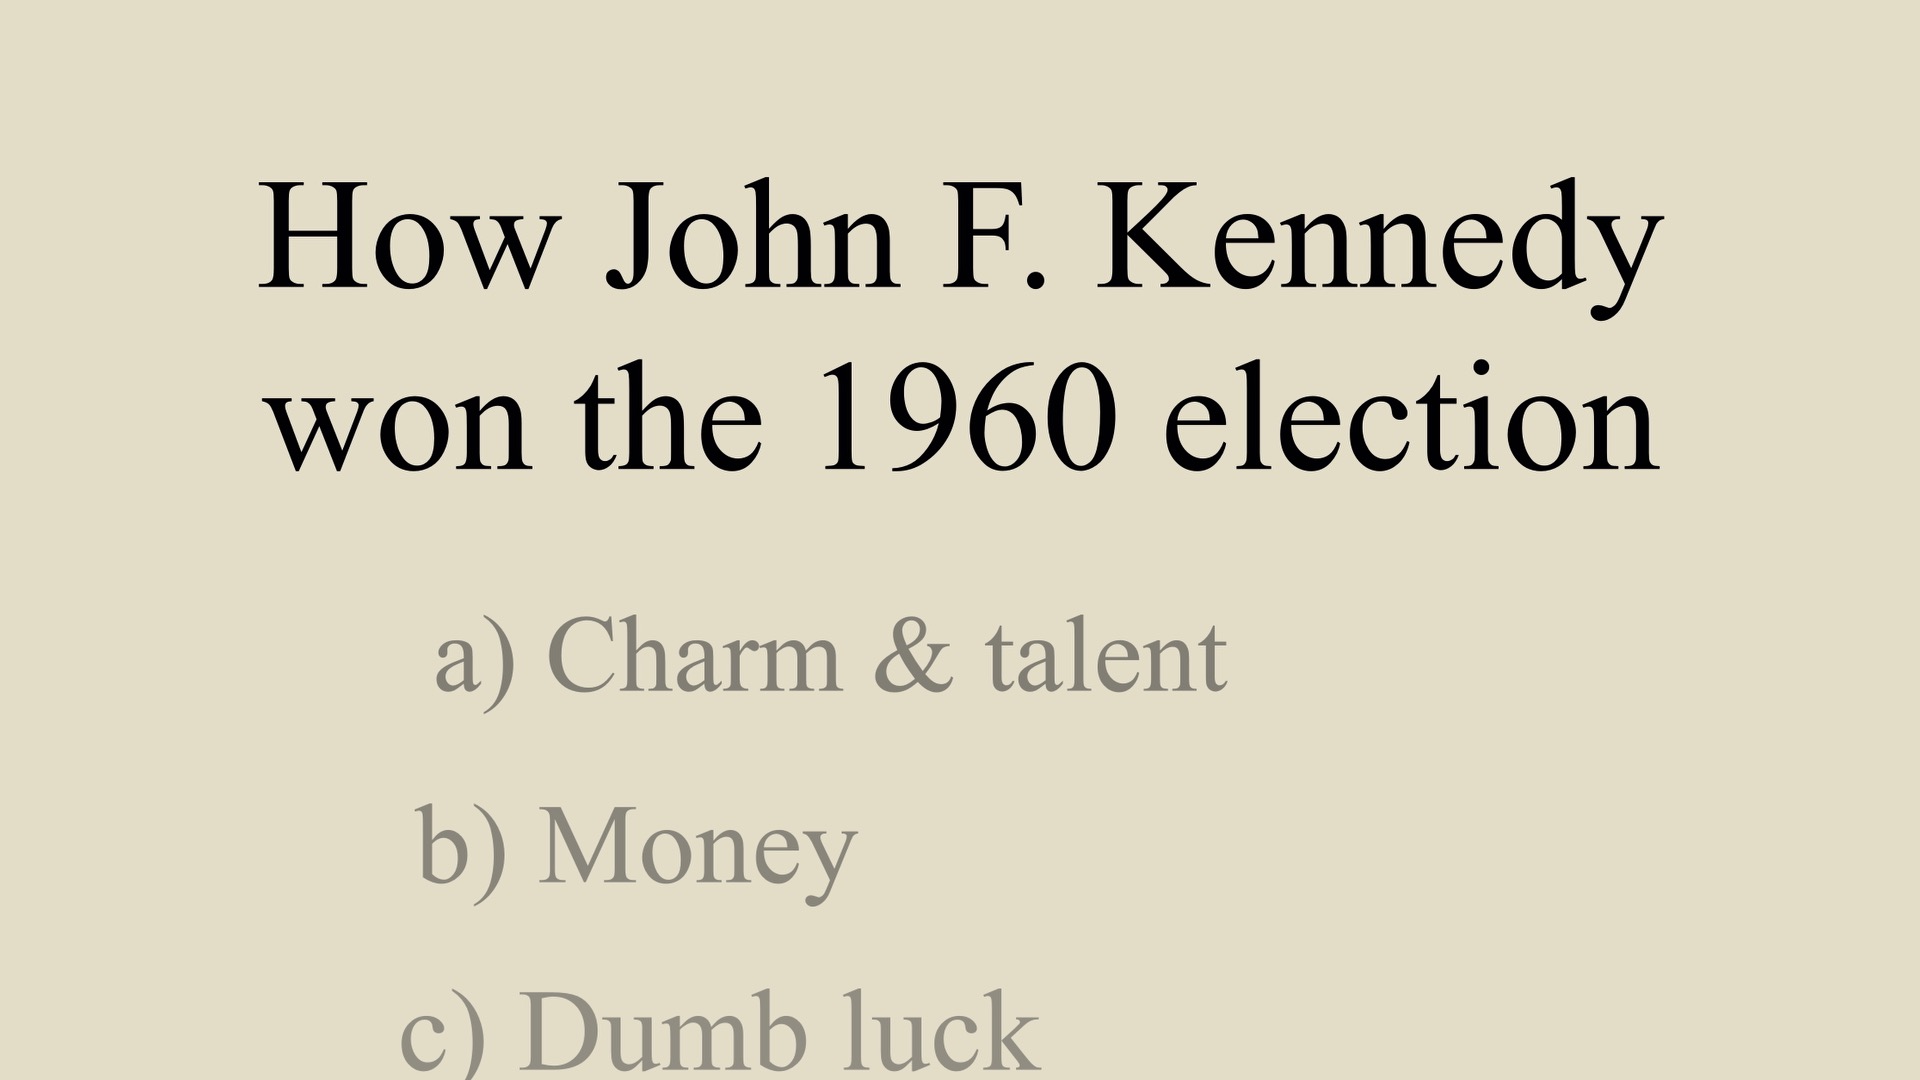 How John F. Kennedy
won the 1960 election
a) Charm & talent
b) Money
c) Dumb luck